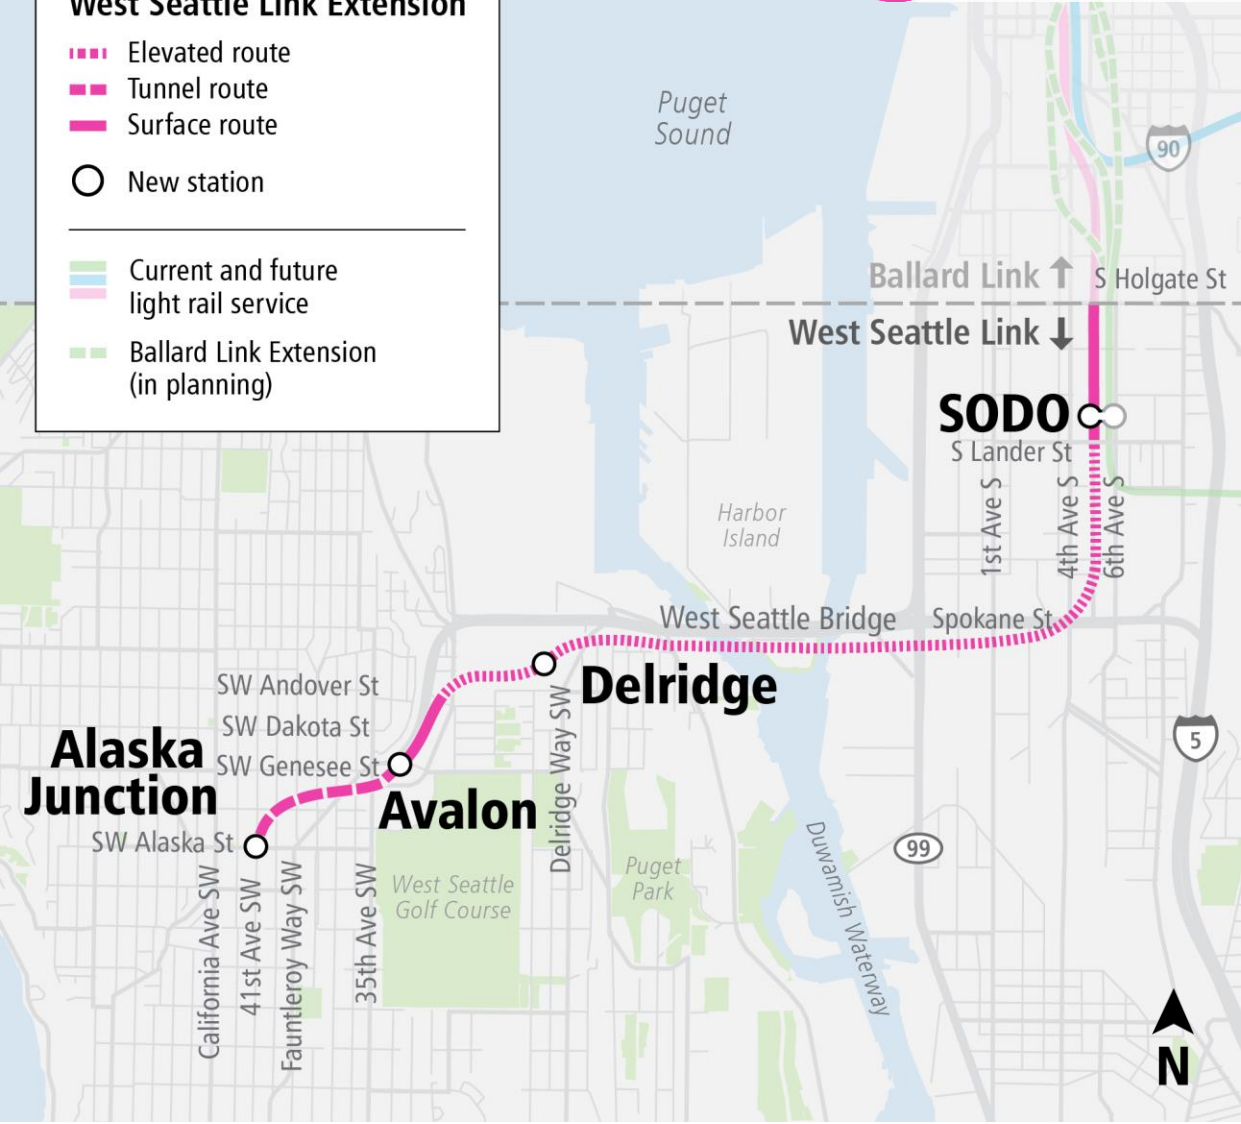 West Seattle Link Extension
Elevated route
Tunnel route
Surface route
New station
Current and future
light rail service
Ballard Link Extension
(in planning)
Puget
Sound
90
Ballard Link
S Holgate St
West Seattle Link
SODO
S Lander St
1st Ave S
4th Ave S
6th Ave S
Harbor
Island
West Seattle Bridge
Spokane St
Delridge
SW Andover St
SW Dakota St
SW Genesee St
Alaska
Junction
Avalon
Delridge Way SW
5
SW Alaska St
99
California Ave SW
41st Ave SW
Fauntleroy Way SW
35th Ave SW
West Seattle
Golf Course
Puget
Park
Duwamish Waterway
N